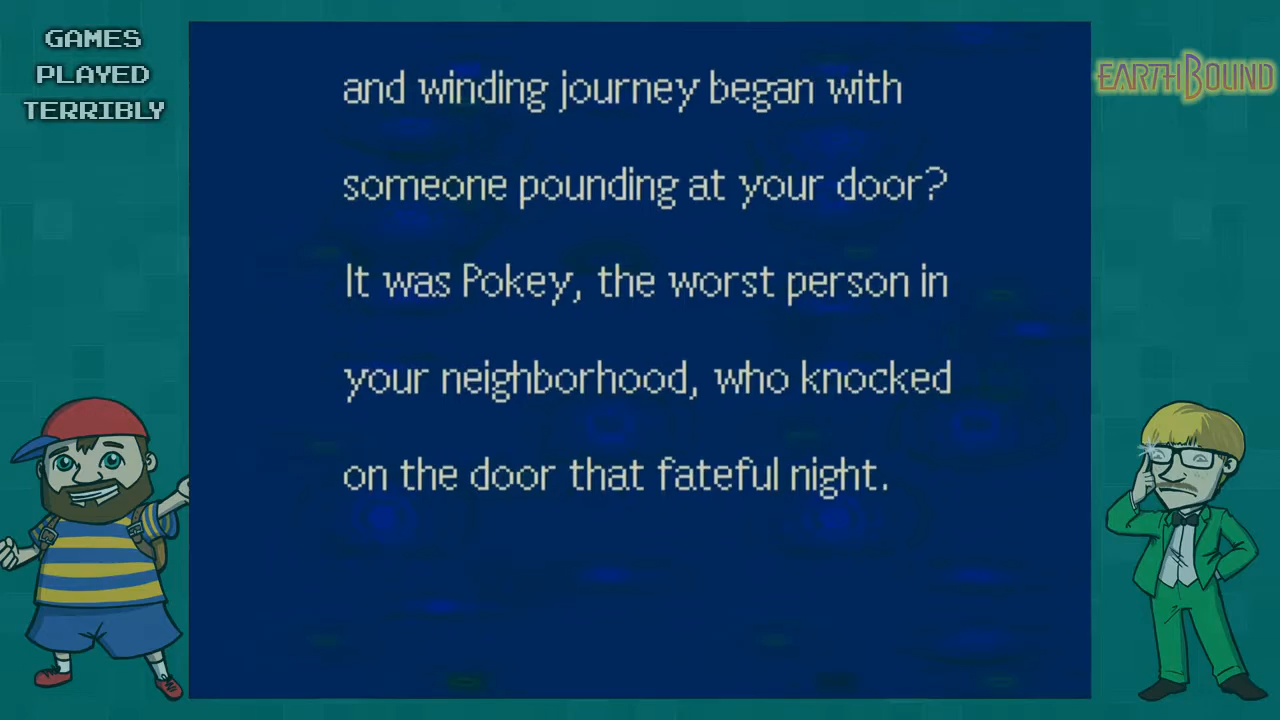 GAMES
PLAYED
TERRIBLY
EARTHBOUND
and winding journey began with
someone pounding at your door?
It was Pokey, the worst person in
your neighborhood, who knocked
on the door that fateful night.